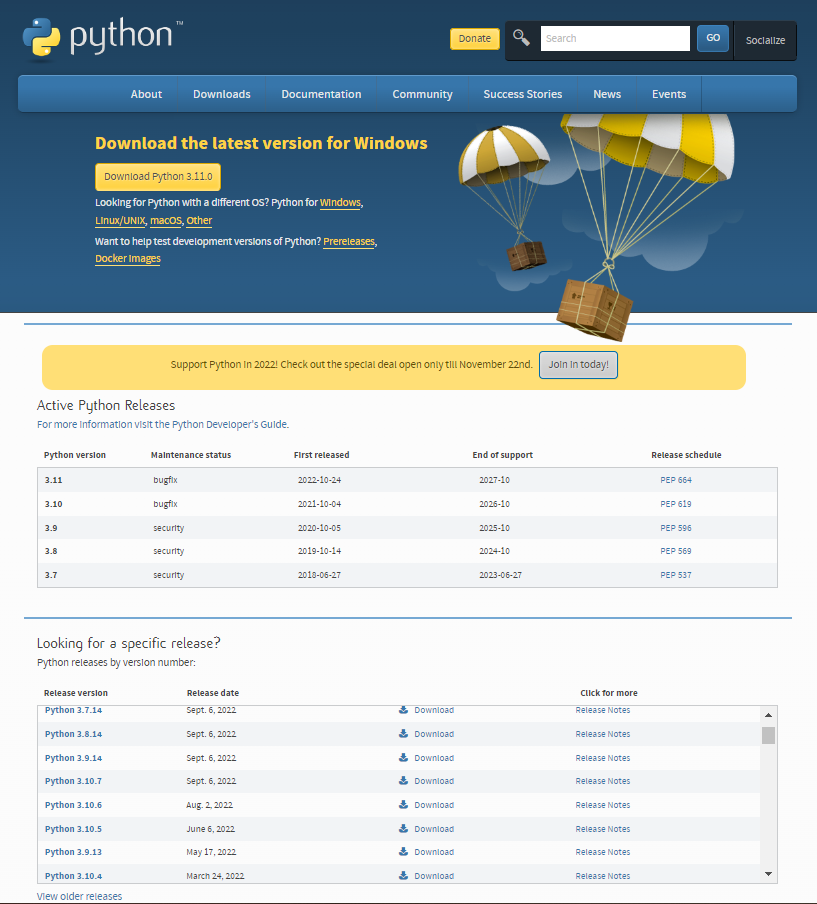 python™
Donate Search GO Socialize
About Downloads Documentation Community Success Stories News Events
Download the latest version for Windows
Download Python 3.11.0
Looking for Python with a different OS? Python for Windows,
Linux/UNIX, macOS, Other
Want to help test development versions of Python? Prereleases,
Docker Images
Support Python in 2022! Check out the special deal open only till November 22nd. Join in today!
Active Python Releases
For more information visit the Python Developer's Guide.
Python version Maintenance status First released End of support Release schedule
3.11 bugfix 2022-10-24 2027-10 PEP 664
3.10 bugfix 2021-10-04 2026-10 PEP 619
3.9 security 2020-10-05 2025-10 PEP 596
3.8 security 2019-10-14 2024-10 PEP 569
3.7 security 2018-06-27 2023-06-27 PEP 537
Looking for a specific release?
Python releases by version number:
Release version Release date Click for more
Python 3.7.14 Sept. 6, 2022 Download Release Notes
Python 3.8.14 Sept. 6, 2022 Download Release Notes
Python 3.9.14 Sept. 6, 2022 Download Release Notes
Python 3.10.7 Sept. 6, 2022 Download Release Notes
Python 3.10.6 Aug. 2, 2022 Download Release Notes
Python 3.10.5 June 6, 2022 Download Release Notes
Python 3.9.13 May 17, 2022 Download Release Notes
Python 3.10.4 March 24, 2022 Download Release Notes
View older releases